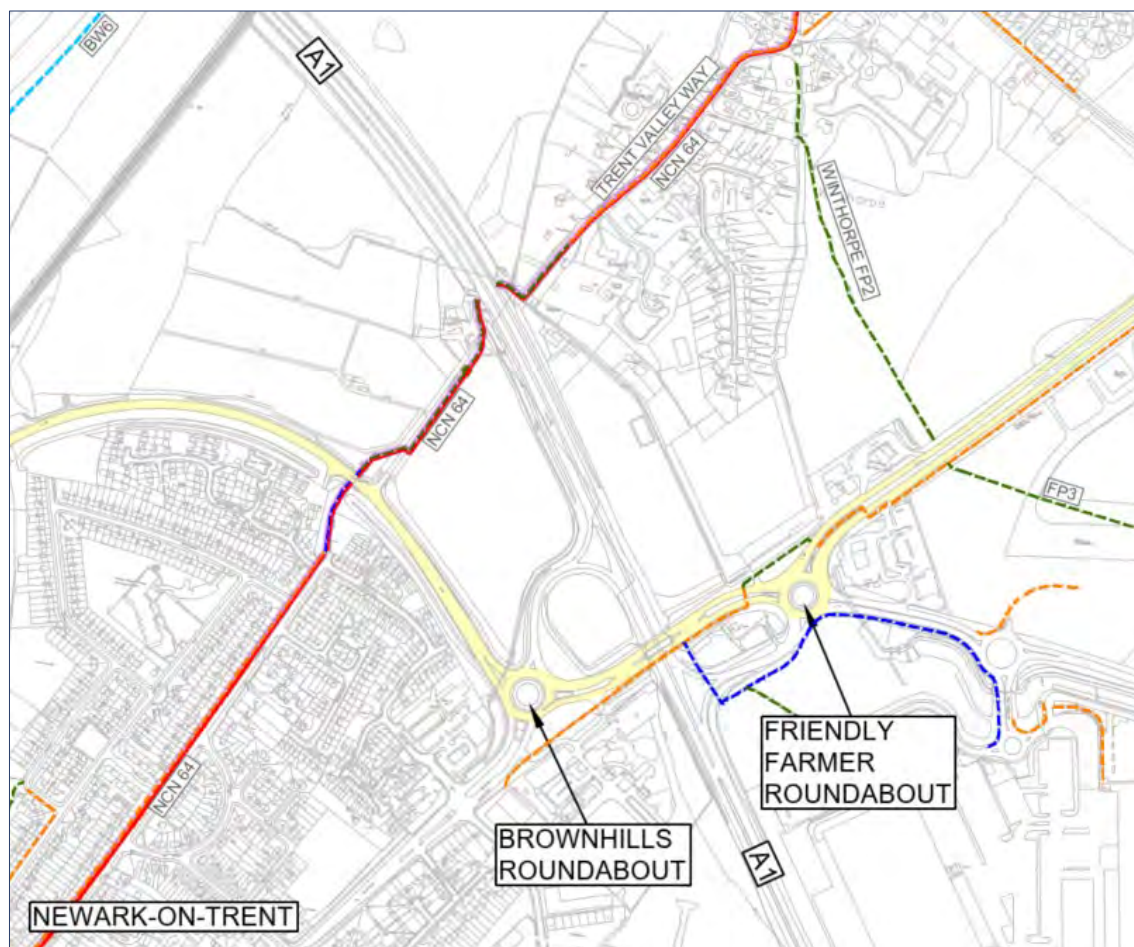 BW6
A1
TRENT VALLEY WAY
NCN 64
WINTHORPE FP2
NCN 64
FP3
NCN 64
FRIENDLY
FARMER
ROUNDABOUT
BROWNHILLS
ROUNDABOUT
A1
NEWARK-ON-TRENT